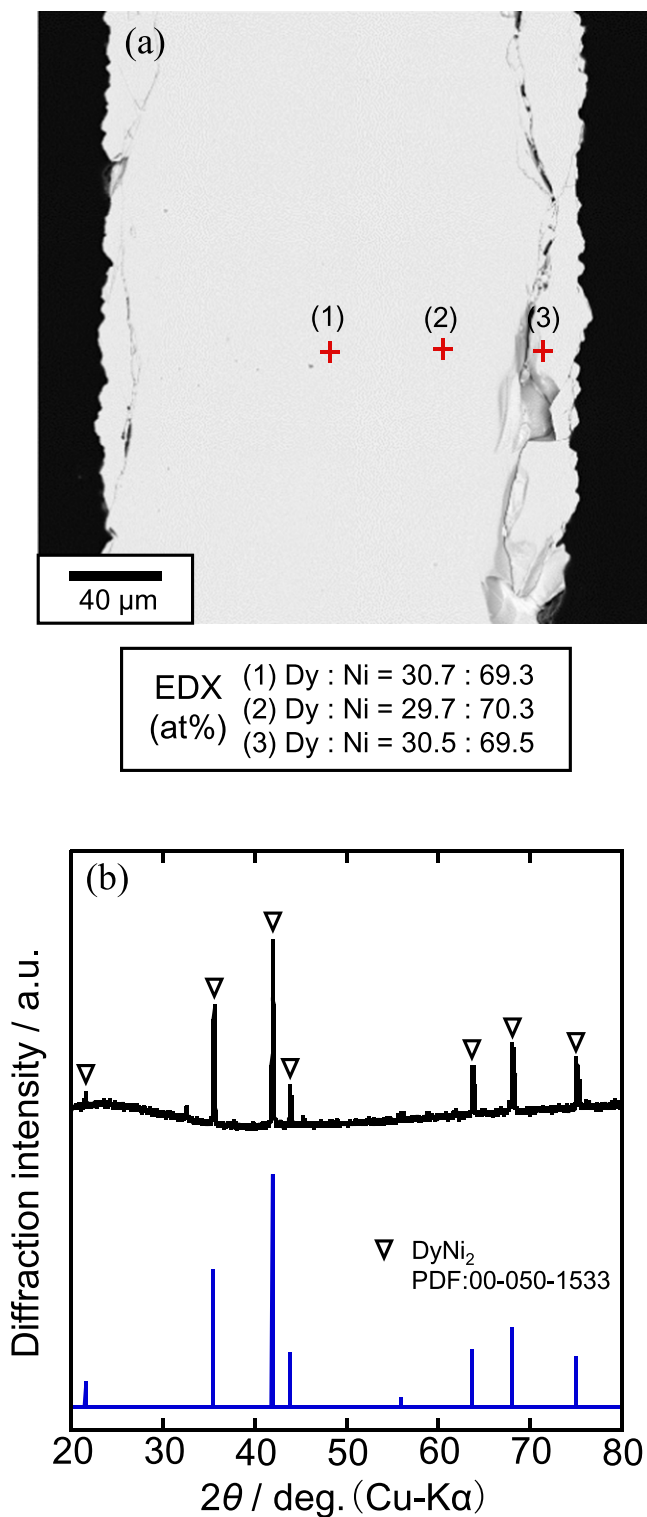 (a)
(1)
(2)
(3)
40 μm
EDX
(at%)
(1) Dy : Ni = 30.7 : 69.3
(2) Dy : Ni = 29.7 : 70.3
(3) Dy : Ni = 30.5 : 69.5
(b)
Diffraction intensity / a.u.
DyNi₂
PDF:00-050-1533
20 30 40 50 60 70 80
2θ / deg.（Cu-Kα）